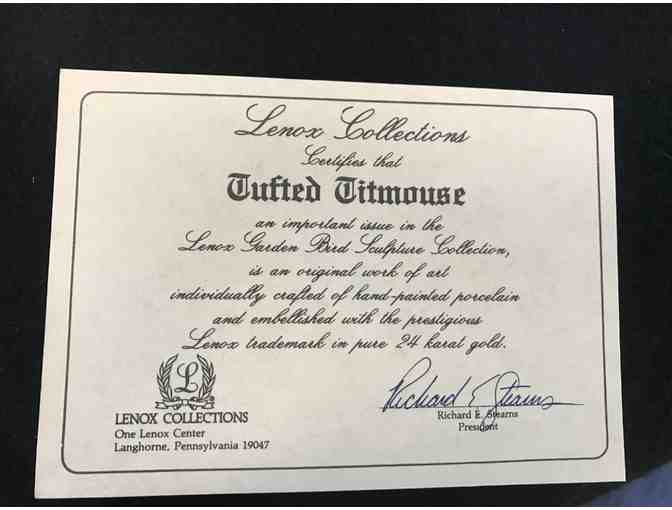 Lenox Collections
Certifies that
Tufted Titmouse
an important issue in the
Lenox Garden Bird Sculpture Collection,
is an original work of art
individually crafted of hand-painted porcelain
and embellished with the prestigious
Lenox trademark in pure 24 karat gold.
L
LENOX COLLECTIONS
One Lenox Center
Langhorne, Pennsylvania 19047
Richard E. Stearns
Richard E. Stearns
President